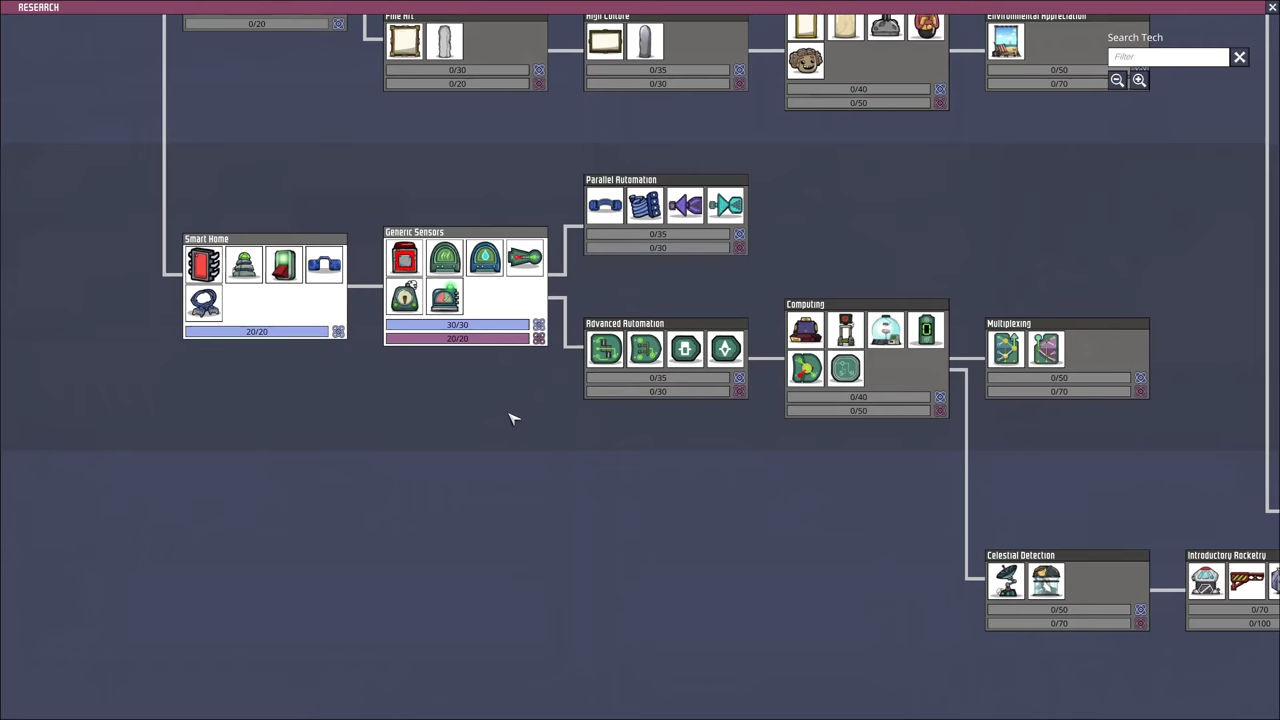 RESEARCH
0/20
Fine Art
0/30
0/20
High Culture
0/35
0/30
0/40
0/50
Environmental Appreciation
0/50
0/70
Search Tech
Filter
Parallel Automation
0/35
0/30
Smart Home
20/20
Generic Sensors
30/30
20/20
Advanced Automation
0/35
0/30
Computing
0/40
0/50
Multiplexing
0/50
0/70
Celestial Detection
0/50
0/70
Introductory Rocketry
0/70
0/100